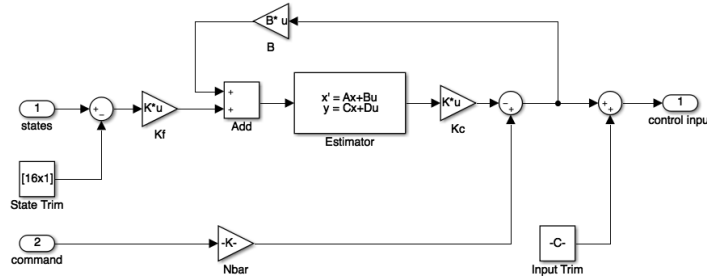 B* u
B
1
states
+
−
K*u
Kf
+
+
Add
x' = Ax+Bu
y = Cx+Du
Estimator
K*u
Kc
−
+
+
+
1
control input
[16x1]
State Trim
2
command
-K-
Nbar
-C-
Input Trim